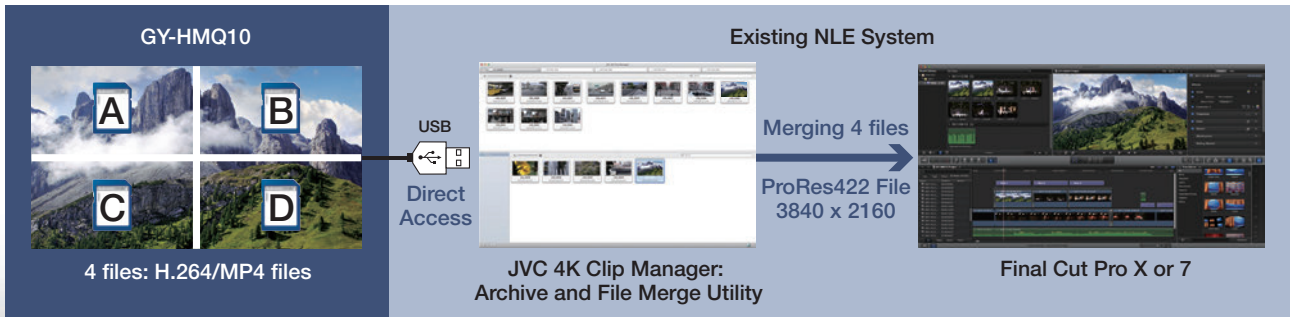 GY-HMQ10
Existing NLE System
A
B
C
D
4 files: H.264/MP4 files
USB
Direct
Access
JVC 4K Clip Manager:
Archive and File Merge Utility
Merging 4 files
ProRes422 File
3840 x 2160
Final Cut Pro X or 7